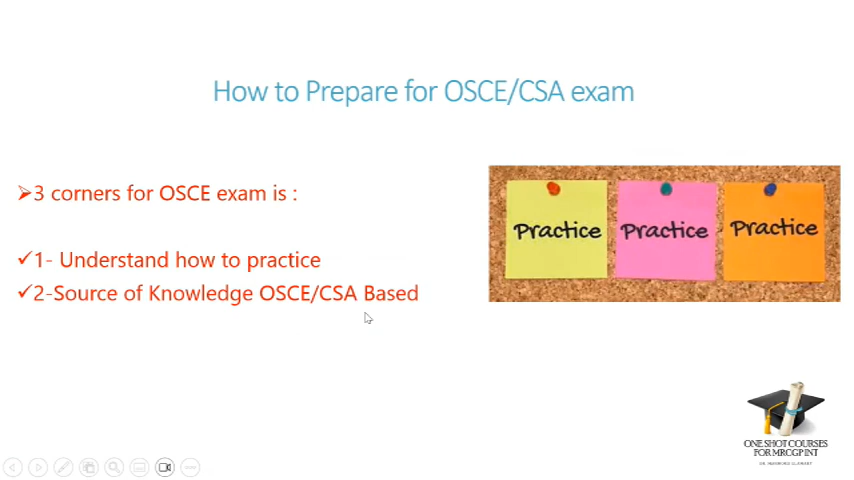 How to Prepare for OSCE/CSA exam
3 corners for OSCE exam is :
1- Understand how to practice
2-Source of Knowledge OSCE/CSA Based
Practice
Practice
Practice
ONE SHOT COURSES
FOR MRCGP INT